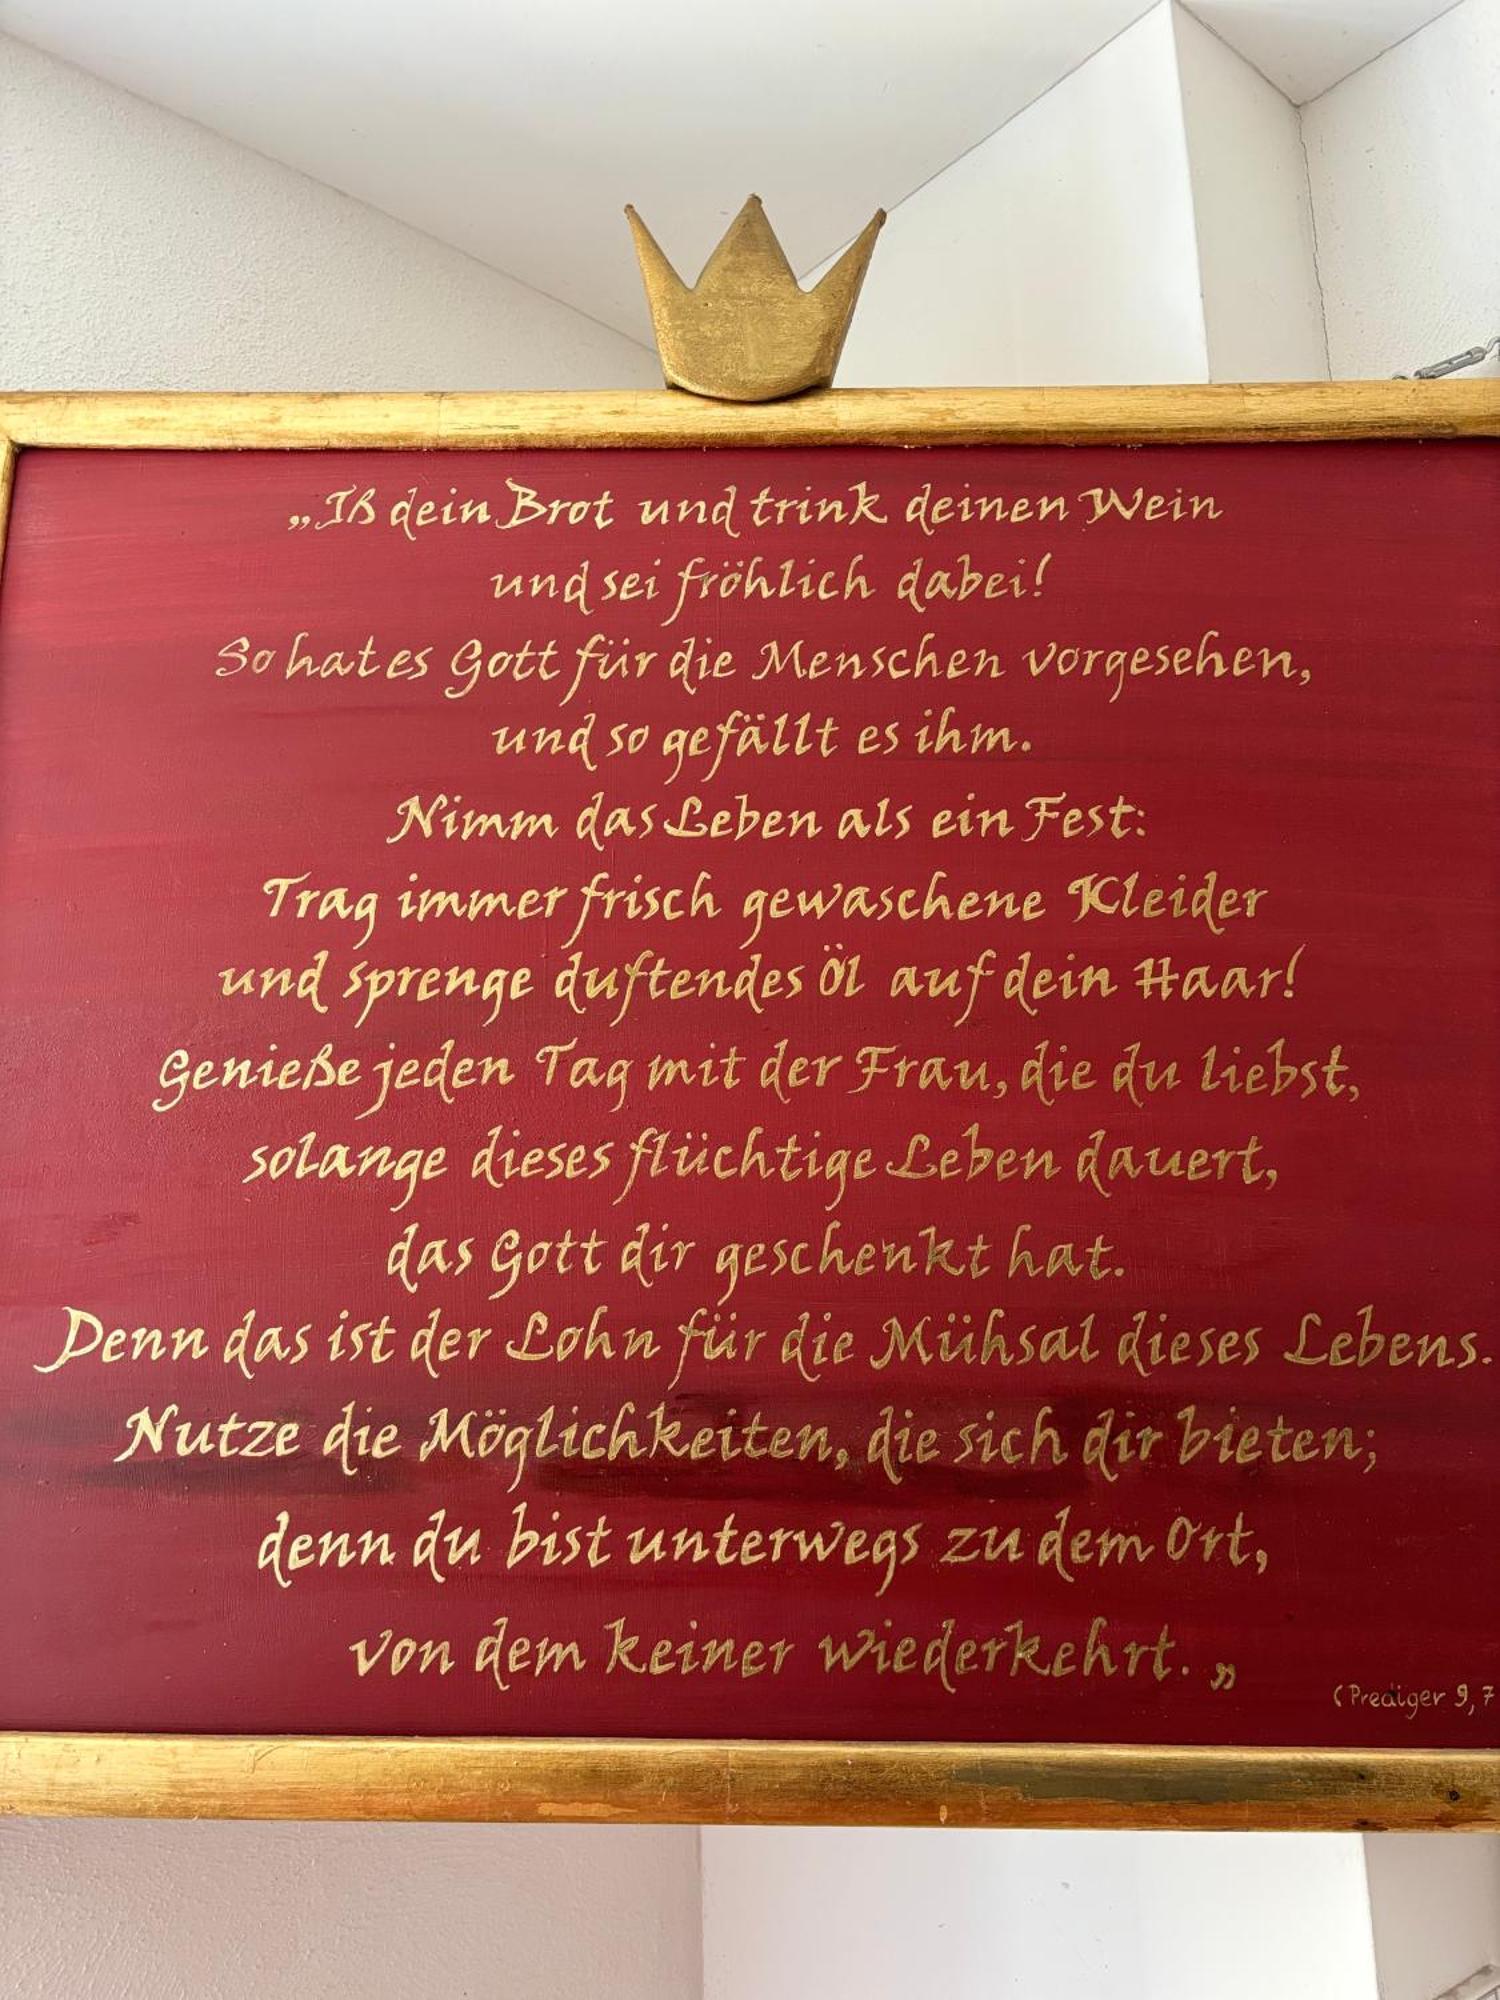 „Iß dein Brot und trink deinen Wein
und sei fröhlich dabei!
So hat es Gott für die Menschen vorgesehen,
und so gefällt es ihm.
Nimm das Leben als ein Fest:
Trag immer frisch gewaschene Kleider
und sprenge duftendes Öl auf dein Haar!
Genieße jeden Tag mit der Frau, die du liebst,
solange dieses flüchtige Leben dauert,
das Gott dir geschenkt hat.
Denn das ist der Lohn für die Mühsal dieses Lebens.
Nutze die Möglichkeiten, die sich dir bieten;
denn du bist unterwegs zu dem Ort,
von dem keiner wiederkehrt.„
(Prediger 9, 7